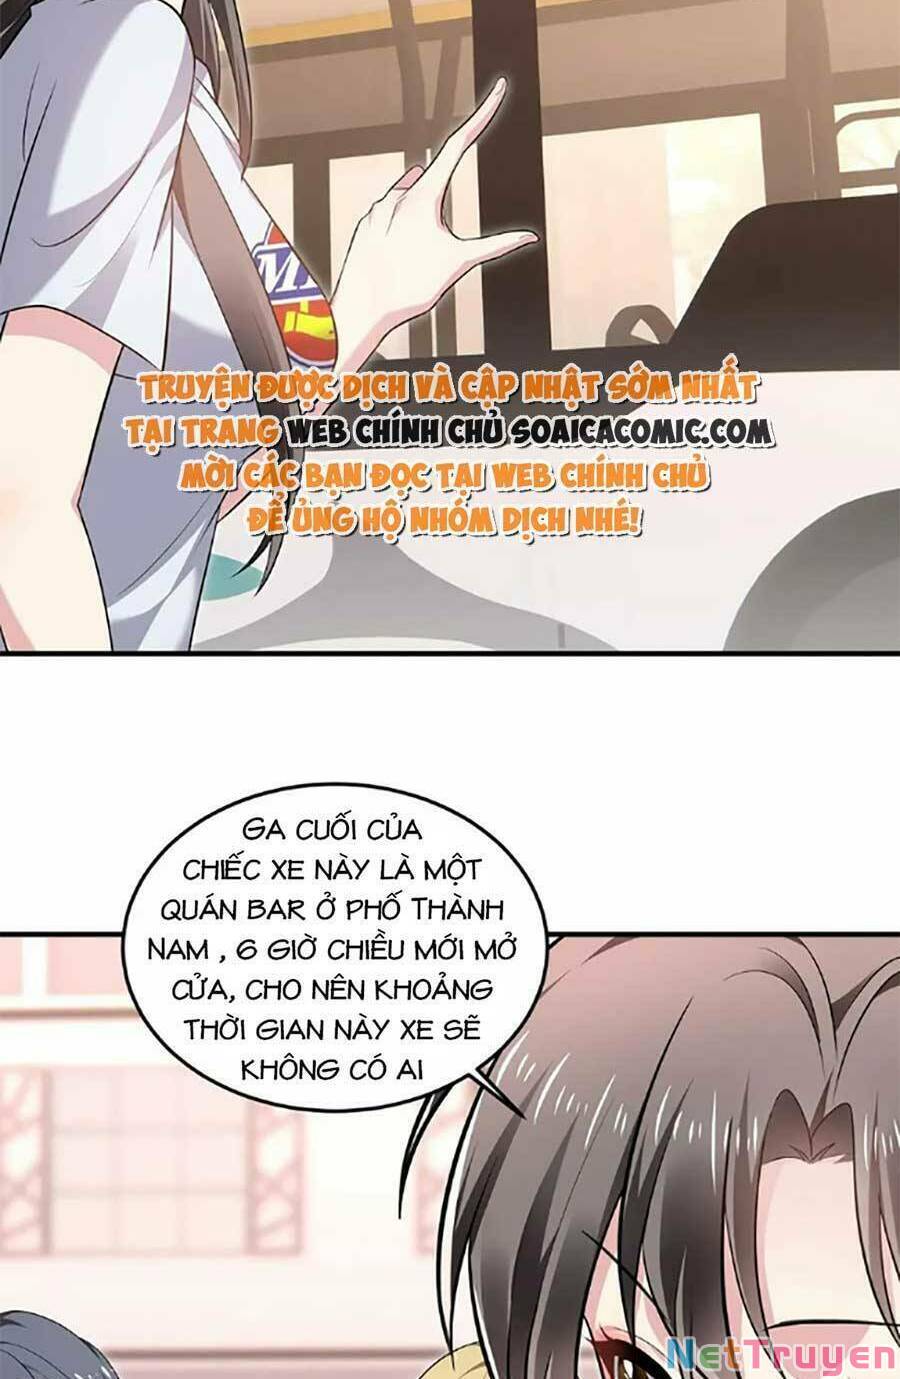 M
TRUYỆN ĐƯỢC DỊCH VÀ CẬP NHẬT SỚM NHẤT
TẠI TRANG WEB CHÍNH CHỦ SOAICACOMIC.COM
MỜI CÁC BẠN ĐỌC TẠI WEB CHÍNH CHỦ
ĐỂ ỦNG HỘ NHÓM DỊCH NHÉ!
GA CUỐI CỦA
CHIẾC XE NÀY LÀ MỘT
QUÁN BAR Ở PHỐ THÀNH
NAM , 6 GIỜ CHIỀU MỚI MỞ
CỬA, CHO NÊN KHOẢNG
THỜI GIAN NÀY XE SẼ
KHÔNG CÓ AI
NetTruyen